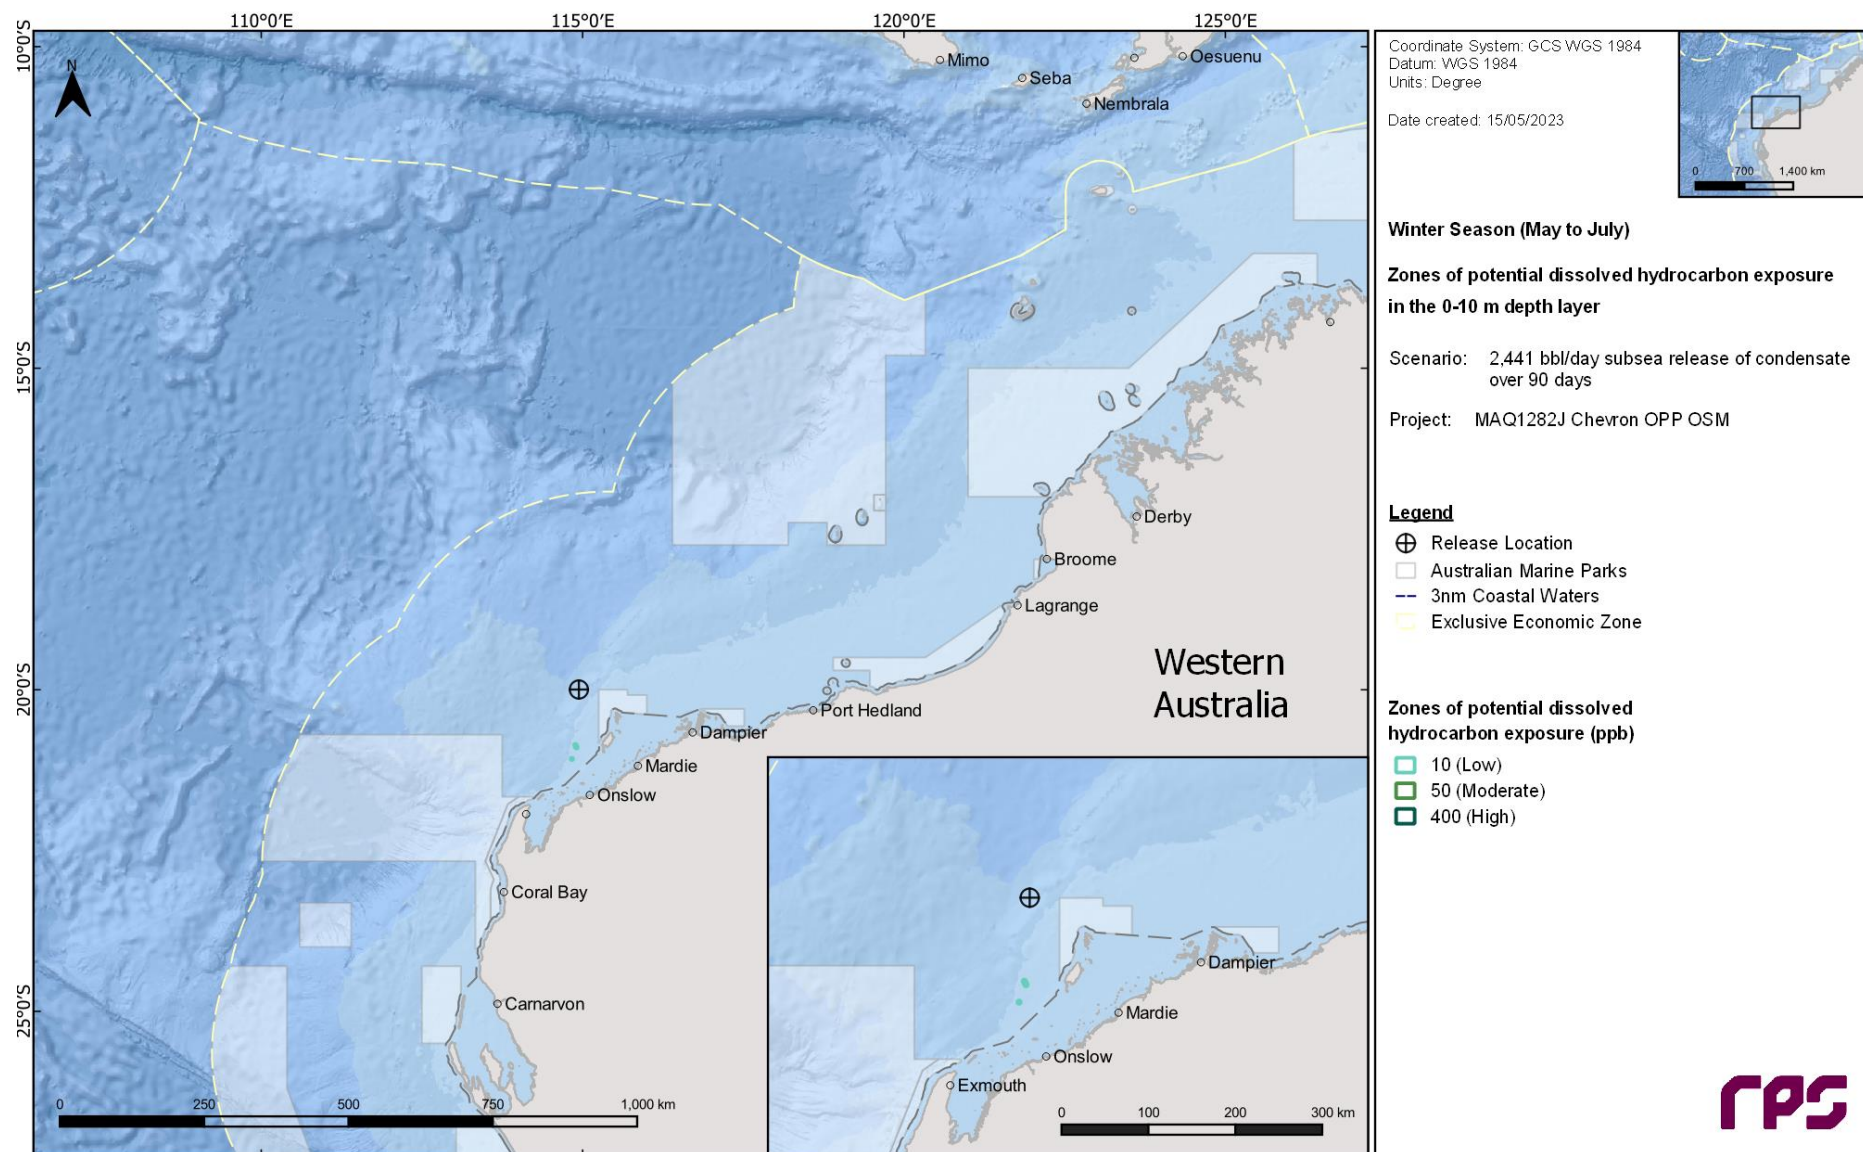 110°0'E
115°0'E
120°0'E
125°0'E
10°0'S
15°0'S
20°0'S
25°0'S
N
Mimo
Seba
Oesuenu
Nembrala
Derby
Broome
Lagrange
Western
Australia
Port Hedland
Dampier
Mardie
Onslow
Coral Bay
Carnarvon
0 250 500 750 1,000 km
Dampier
Mardie
Onslow
Exmouth
0 100 200 300 km
Coordinate System: GCS WGS 1984
Datum: WGS 1984
Units: Degree
Date created: 15/05/2023
0 700 1,400 km
Winter Season (May to July)
Zones of potential dissolved hydrocarbon exposure
in the 0-10 m depth layer
Scenario: 2,441 bbl/day subsea release of condensate
over 90 days
Project: MAQ1282J Chevron OPP OSM
Legend
Release Location
Australian Marine Parks
3nm Coastal Waters
Exclusive Economic Zone
Zones of potential dissolved
hydrocarbon exposure (ppb)
10 (Low)
50 (Moderate)
400 (High)
rps